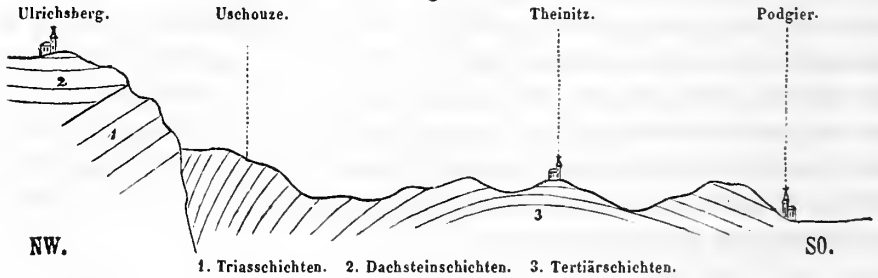 Ulrichsberg. Uschouze. Theinitz. Podgier.
2
1
3
NW. SO.
1. Triasschichten. 2. Dachsteinschichten. 3. Tertiärschichten.